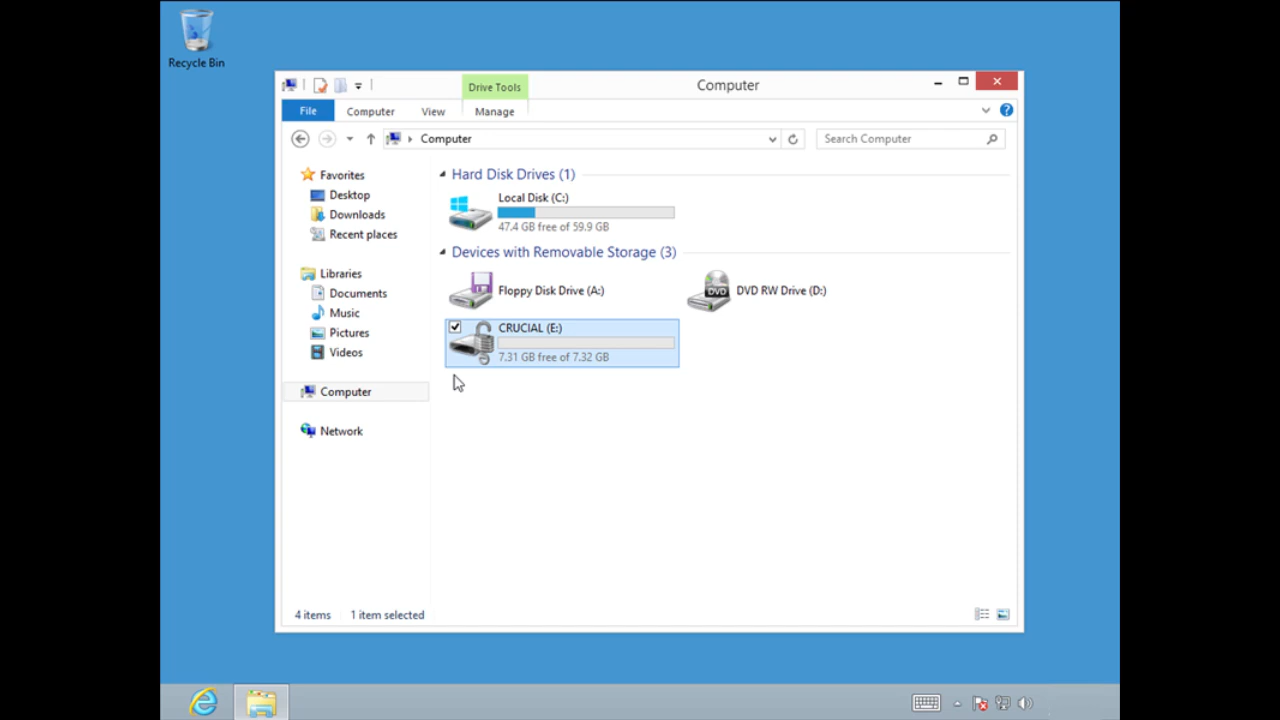 Recycle Bin
Drive Tools
Computer
File
Computer
View
Manage
Computer
Search Computer
Favorites
Desktop
Downloads
Recent places
Libraries
Documents
Music
Pictures
Videos
Computer
Network
Hard Disk Drives (1)
Local Disk (C:)
47.4 GB free of 59.9 GB
Devices with Removable Storage (3)
Floppy Disk Drive (A:)
DVD
DVD RW Drive (D:)
CRUCIAL (E:)
7.31 GB free of 7.32 GB
4 items
1 item selected